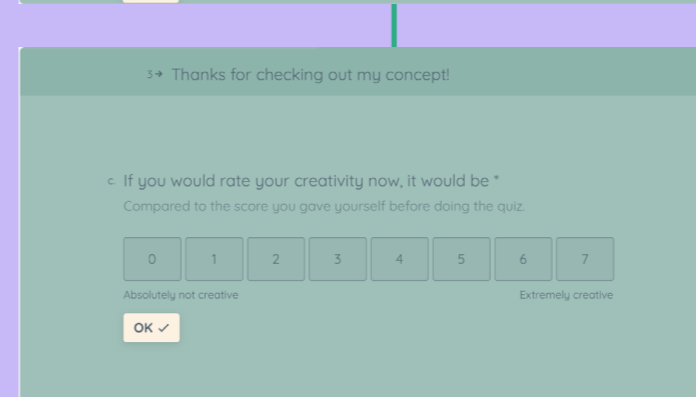 3→ Thanks for checking out my concept!
c. If you would rate your creativity now, it would be *
Compared to the score you gave yourself before doing the quiz.
0 1 2 3 4 5 6 7
Absolutely not creative Extremely creative
OK ✓